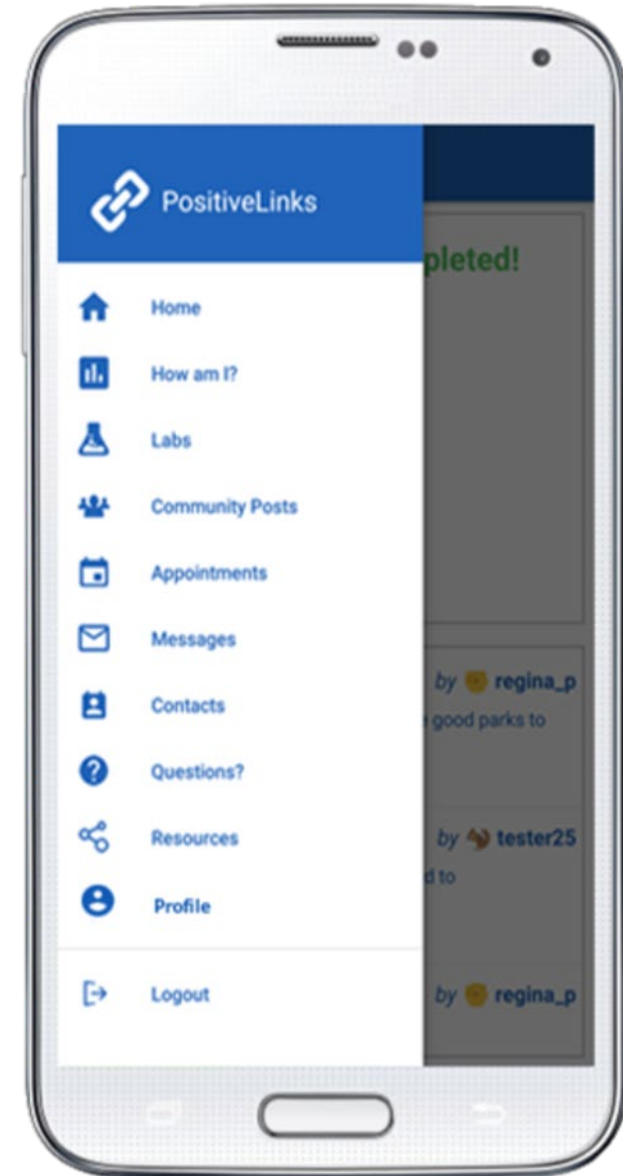 PositiveLinks
pleted!
Home
How am I?
Labs
Community Posts
Appointments
Messages
Contacts
by regina_p
good parks to
Questions?
Resources
by tester25
d to
Profile
Logout
by regina_p